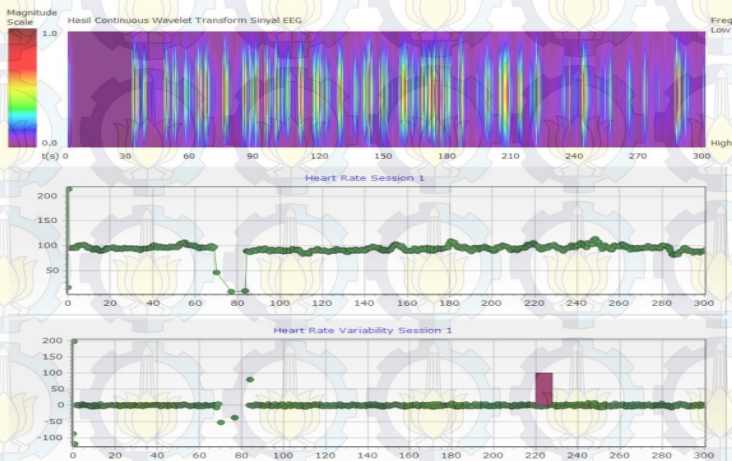 Magnitude
Scale
Hasil Continuous Wavelet Transform Sinyal EEG
Freq
Low
1.0
0.0
High
t(s) 0 30 60 90 120 150 180 210 240 270 300
Heart Rate Session 1
200
150
100
50
0 20 40 60 80 100 120 140 160 180 200 220 240 260 280 300
Heart Rate Variability Session 1
200
150
100
50
0
-50
-100
0 20 40 60 80 100 120 140 160 180 200 220 240 260 280 300